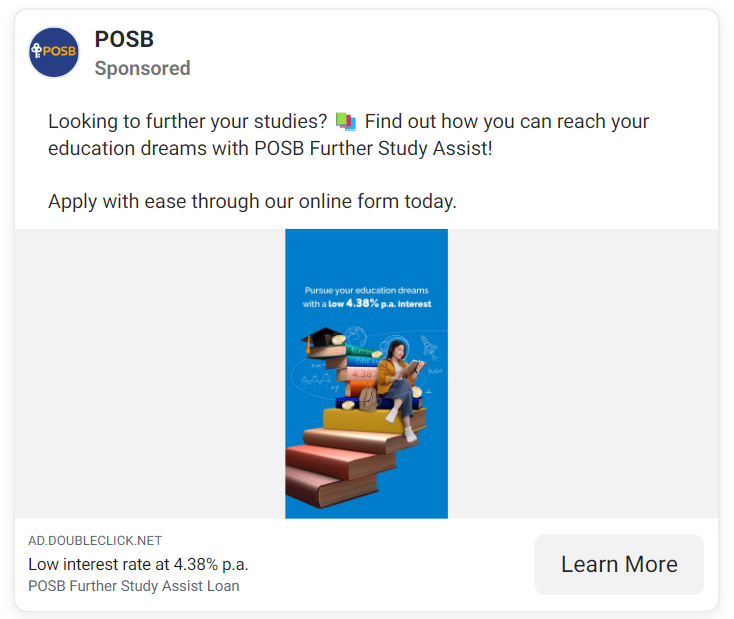 POSB
POSB
Sponsored
Looking to further your studies? Find out how you can reach your
education dreams with POSB Further Study Assist!
Apply with ease through our online form today.
Pursue your education dreams
with a low 4.38% p.a. interest
DREAM
4.38
AD.DOUBLECLICK.NET
Low interest rate at 4.38% p.a.
POSB Further Study Assist Loan
Learn More